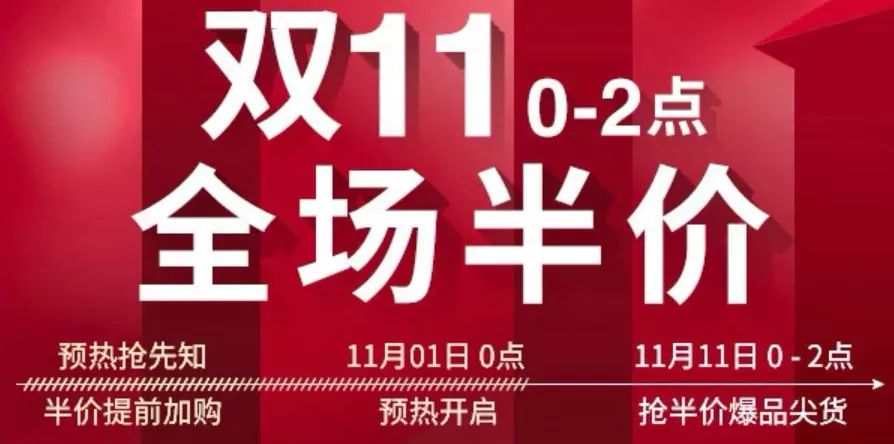 双11 0-2点
全场半价
预热抢先知 11月01日 0点 11月11日 0 - 2点
半价提前加购 预热开启 抢半价爆品尖货